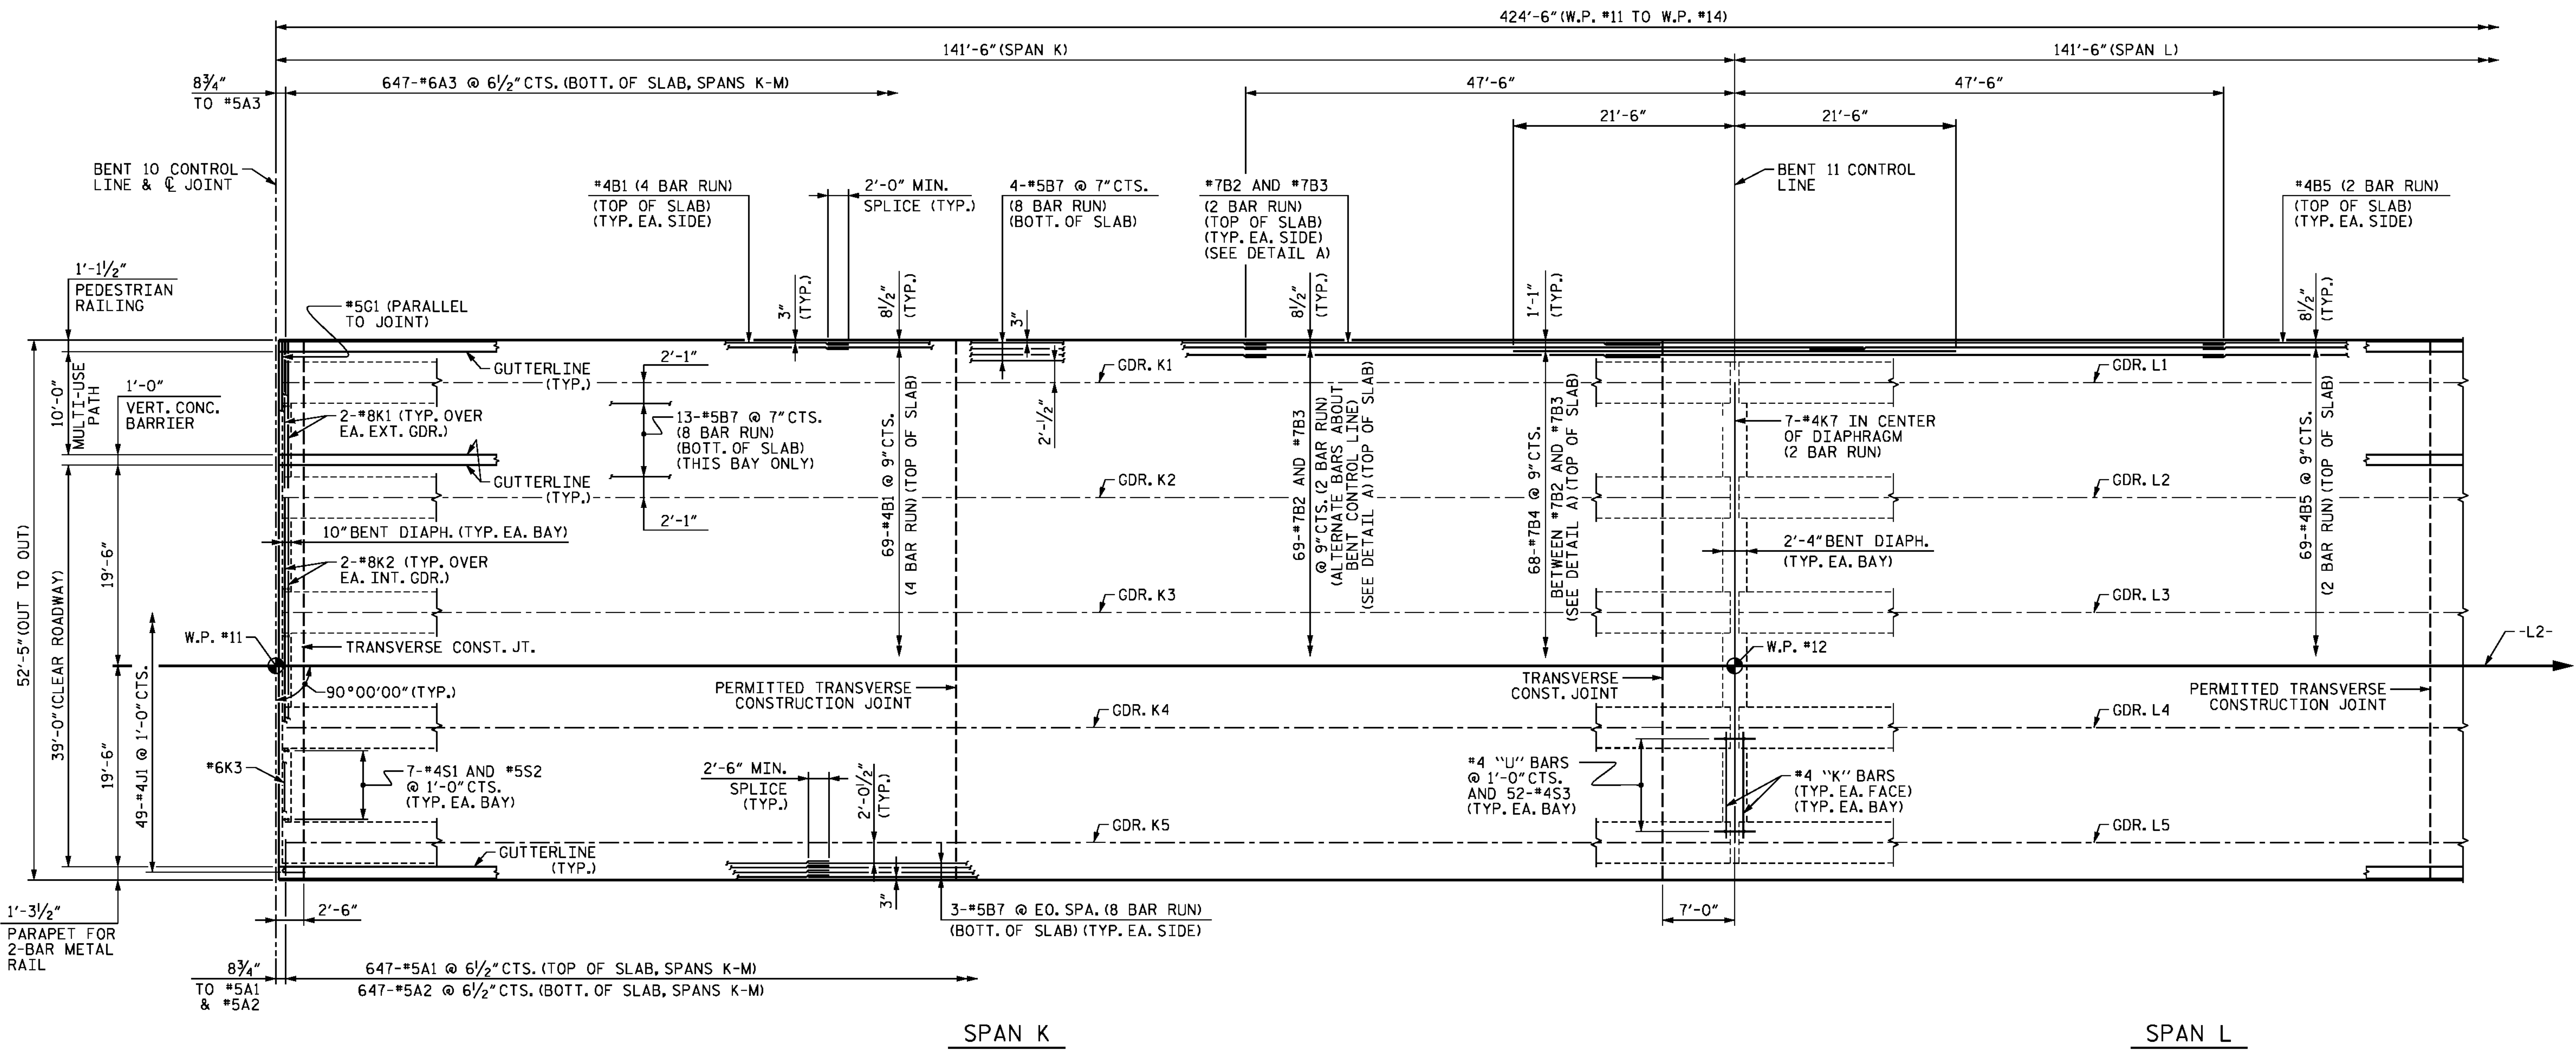 424'-6" (W.P. #11 TO W.P. #14)
141'-6" (SPAN K)
141'-6" (SPAN L)
8¾"
TO #5A3
647-#6A3 @ 6½" CTS. (BOTT. OF SLAB, SPANS K-M)
47'-6"
47'-6"
21'-6"
21'-6"
BENT 10 CONTROL
LINE & ℄ JOINT
#4B1 (4 BAR RUN)
(TOP OF SLAB)
(TYP. EA. SIDE)
2'-0" MIN.
SPLICE (TYP.)
4-#5B7 @ 7" CTS.
(8 BAR RUN)
(BOTT. OF SLAB)
#7B2 AND #7B3
(2 BAR RUN)
(TOP OF SLAB)
(TYP. EA. SIDE)
(SEE DETAIL A)
BENT 11 CONTROL
LINE
#4B5 (2 BAR RUN)
(TOP OF SLAB)
(TYP. EA. SIDE)
1'-1½"
PEDESTRIAN
RAILING
#5G1 (PARALLEL
TO JOINT)
3"
(TYP.)
8½"
(TYP.)
3"
8½"
(TYP.)
1'-1"
(TYP.)
8½"
(TYP.)
GUTTERLINE
(TYP.)
2'-1"
2'-½"
GDR. K1
GDR. L1
10'-0"
MULTI-USE
PATH
1'-0"
VERT. CONC.
BARRIER
2-#8K1 (TYP. OVER
EA. EXT. GDR.)
13-#5B7 @ 7" CTS.
(8 BAR RUN)
(BOTT. OF SLAB)
(THIS BAY ONLY)
69-#4B1 @ 9" CTS.
(4 BAR RUN) (TOP OF SLAB)
69-#7B2 AND #7B3
@ 9" CTS. (2 BAR RUN)
(ALTERNATE BARS ABOUT
BENT CONTROL LINE)
(SEE DETAIL A) (TOP OF SLAB)
68-#7B4 @ 9" CTS.
BETWEEN #7B2 AND #7B3
(SEE DETAIL A) (TOP OF SLAB)
7-#4K7 IN CENTER
OF DIAPHRAGM
(2 BAR RUN)
69-#4B5 @ 9" CTS.
(2 BAR RUN) (TOP OF SLAB)
GUTTERLINE
(TYP.)
GDR. K2
GDR. L2
2'-1"
10" BENT DIAPH. (TYP. EA. BAY)
2'-4" BENT DIAPH.
(TYP. EA. BAY)
2-#8K2 (TYP. OVER
EA. INT. GDR.)
52'-5" (OUT TO OUT)
39'-0" (CLEAR ROADWAY)
19'-6"
GDR. K3
GDR. L3
W.P. #11
TRANSVERSE CONST. JT.
W.P. #12
-L2-
90°00'00" (TYP.)
PERMITTED TRANSVERSE
CONSTRUCTION JOINT
TRANSVERSE
CONST. JOINT
PERMITTED TRANSVERSE
CONSTRUCTION JOINT
GDR. K4
GDR. L4
19'-6"
49-#4J1 @ 1'-0" CTS.
#6K3
7-#4S1 AND #5S2
@ 1'-0" CTS.
(TYP. EA. BAY)
2'-6" MIN.
SPLICE
(TYP.)
2'-0½"
(TYP.)
#4 "U" BARS
@ 1'-0" CTS.
AND 52-#4S3
(TYP. EA. BAY)
#4 "K" BARS
(TYP. EA. FACE)
(TYP. EA. BAY)
GDR. K5
GDR. L5
GUTTERLINE
(TYP.)
3"
1'-3½"
PARAPET FOR
2-BAR METAL
RAIL
2'-6"
3-#5B7 @ EQ. SPA. (8 BAR RUN)
(BOTT. OF SLAB) (TYP. EA. SIDE)
7'-0"
8¾"
TO #5A1
& #5A2
647-#5A1 @ 6½" CTS. (TOP OF SLAB, SPANS K-M)
647-#5A2 @ 6½" CTS. (BOTT. OF SLAB, SPANS K-M)
SPAN K
SPAN L